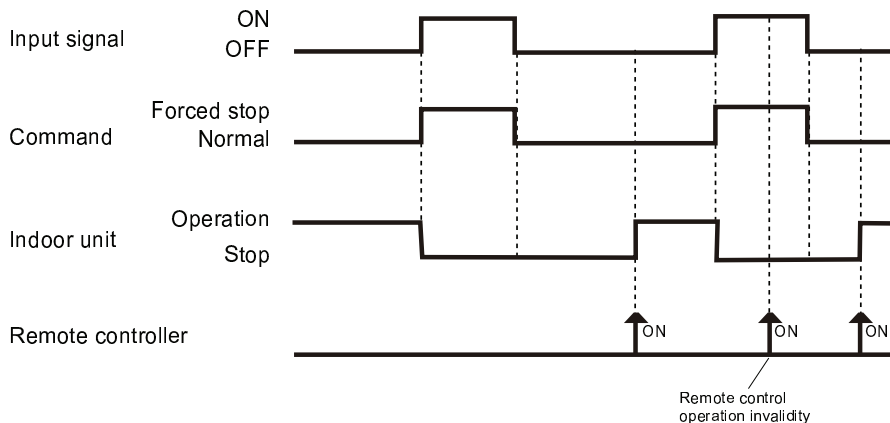 Input signal
ON
OFF
Command
Forced stop
Normal
Indoor unit
Operation
Stop
Remote controller
ON
ON
ON
Remote control
operation invalidity